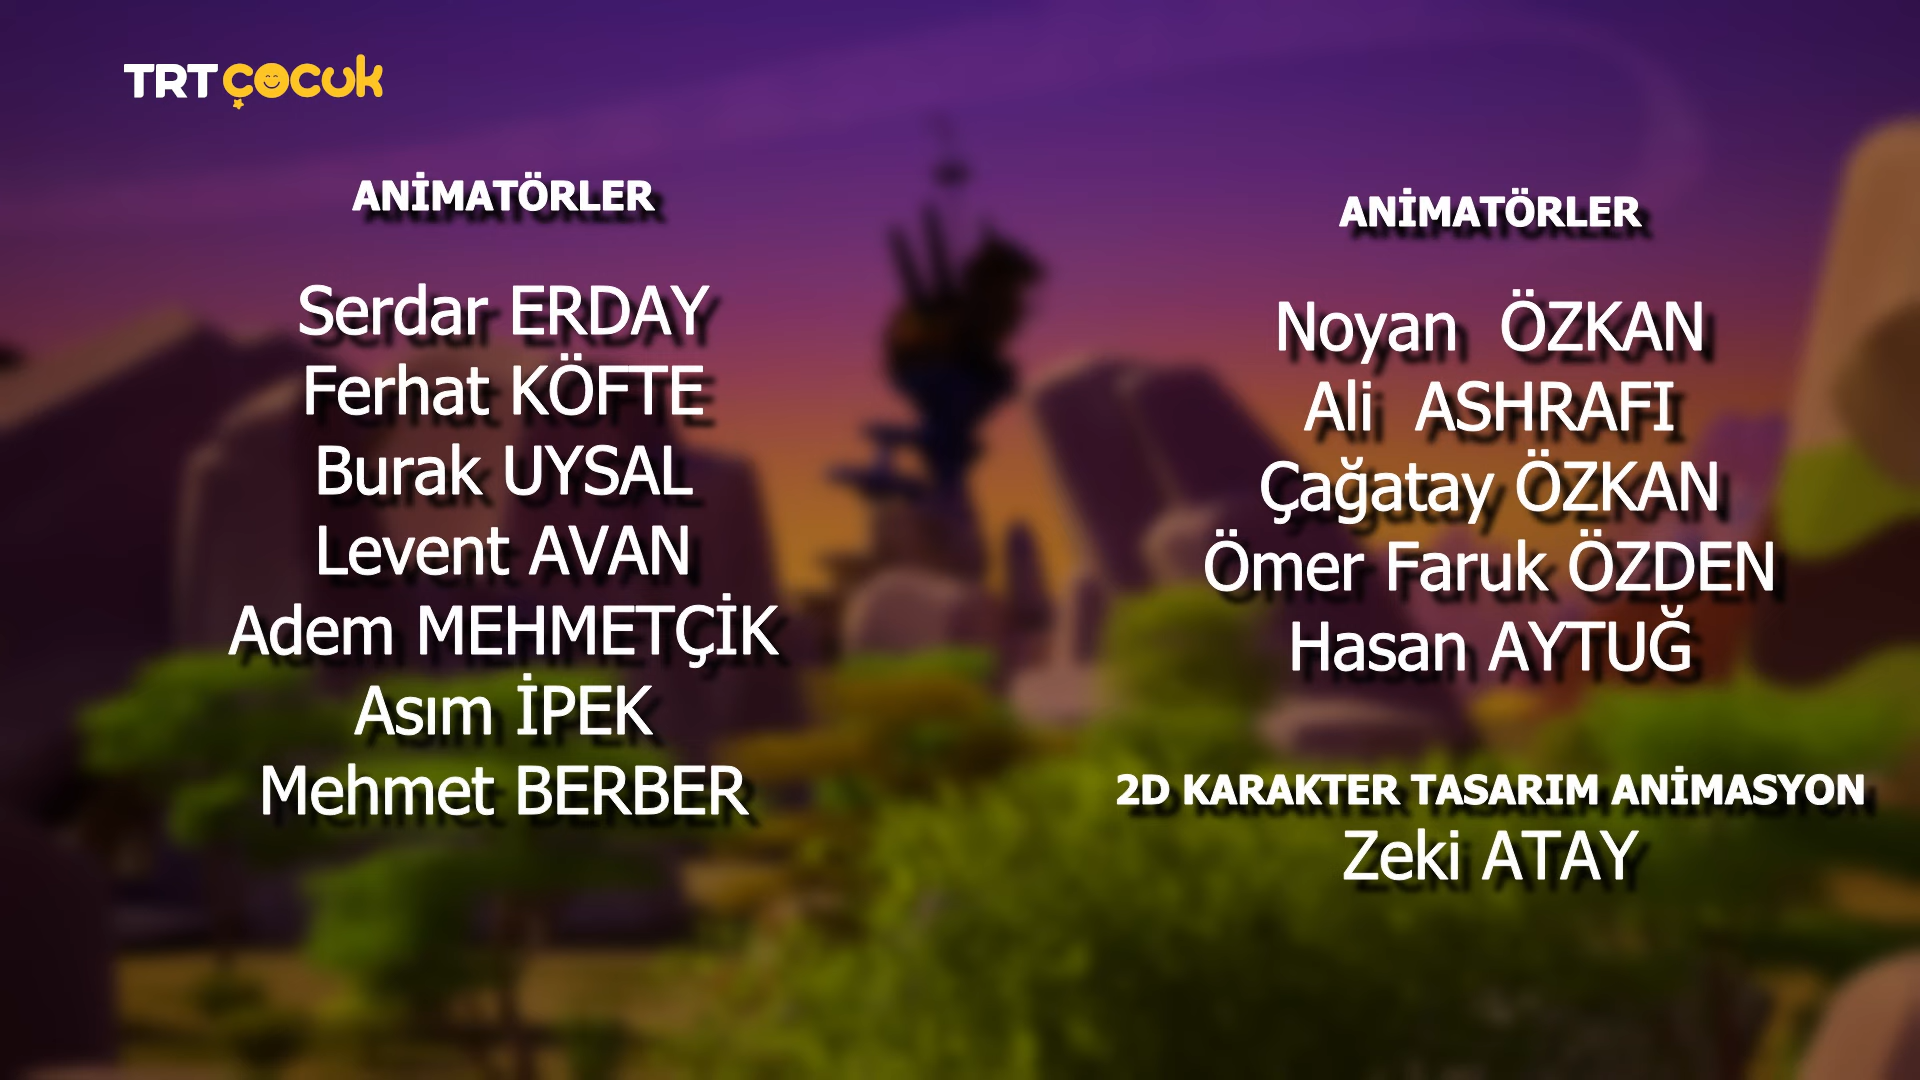 TRT çocuk
ANİMATÖRLER
Serdar ERDAY
Ferhat KÖFTE
Burak UYSAL
Levent AVAN
Adem MEHMETÇİK
Asım İPEK
Mehmet BERBER
ANİMATÖRLER
Noyan  ÖZKAN
Ali  ASHRAFI
Çağatay ÖZKAN
Ömer Faruk ÖZDEN
Hasan AYTUĞ
2D KARAKTER TASARIM ANİMASYON
Zeki ATAY